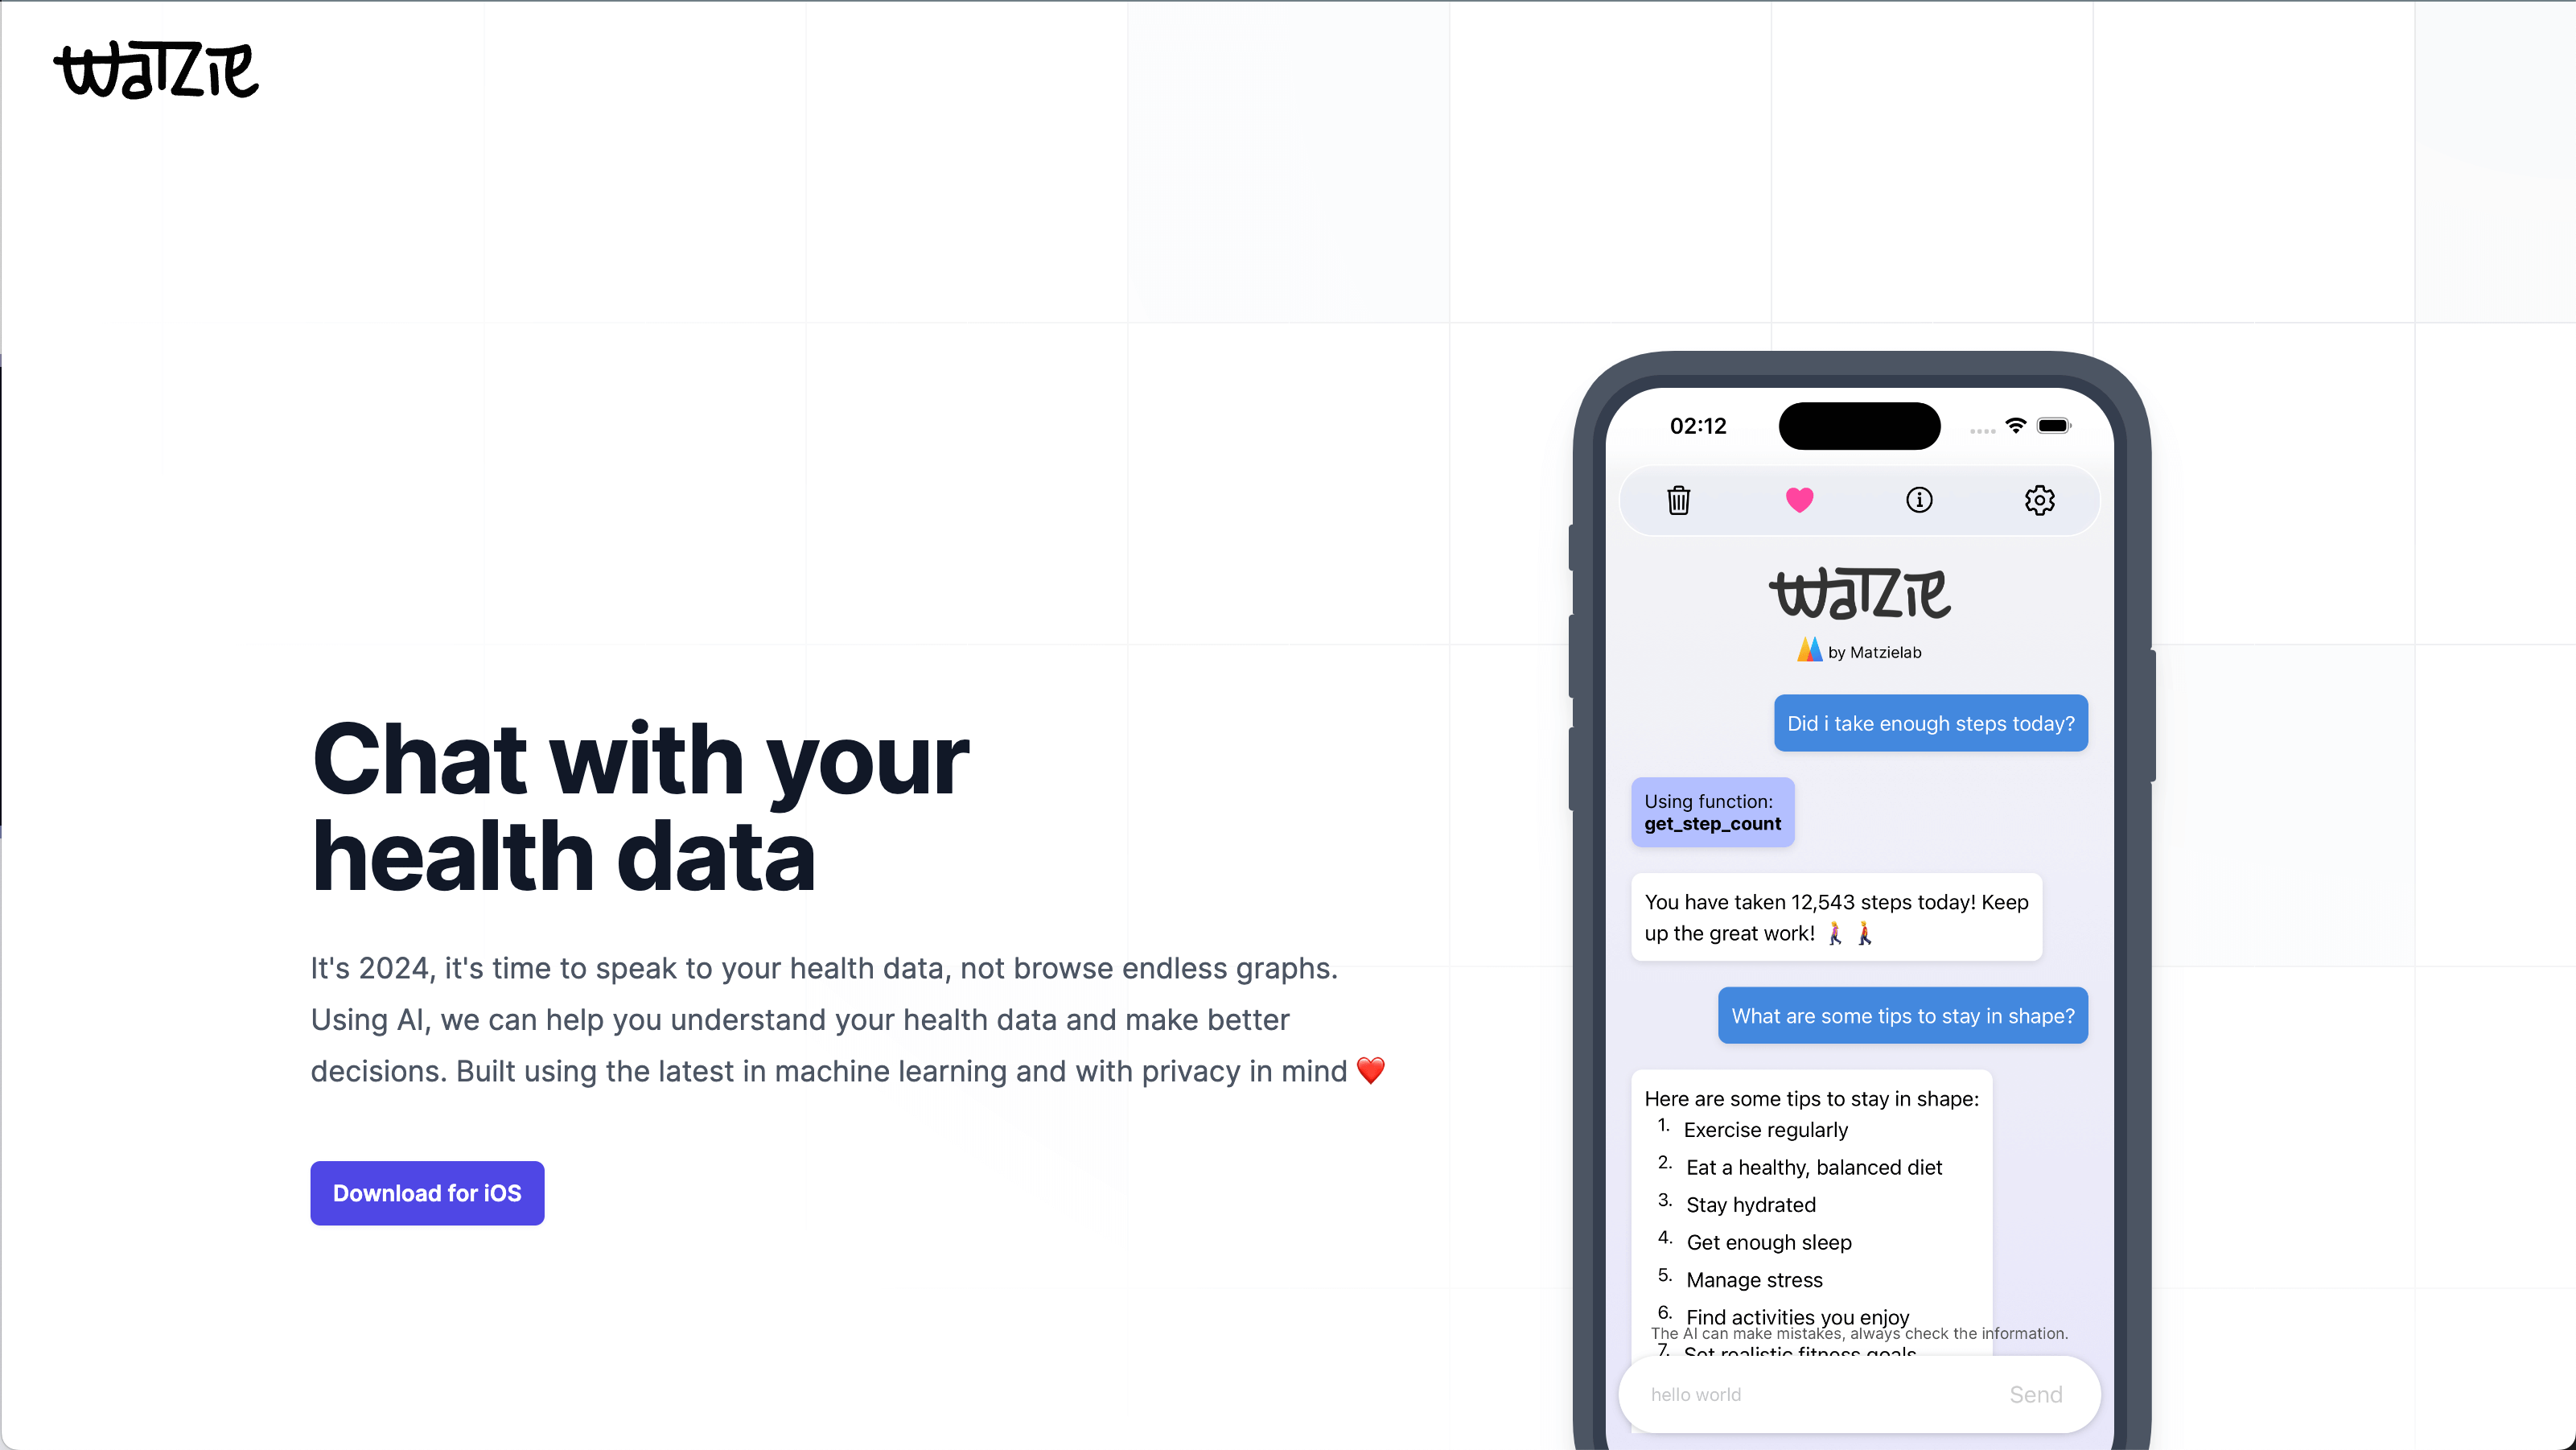 watzie
Chat with your
health data
It's 2024, it's time to speak to your health data, not browse endless graphs.
Using AI, we can help you understand your health data and make better
decisions. Built using the latest in machine learning and with privacy in mind ❤️
Download for iOS
02:12
watzie
by Matzielab
Did i take enough steps today?
Using function:
get_step_count
You have taken 12,543 steps today! Keep
up the great work! 🚶‍♀️ 🚶
What are some tips to stay in shape?
Here are some tips to stay in shape:
1. Exercise regularly
2. Eat a healthy, balanced diet
3. Stay hydrated
4. Get enough sleep
5. Manage stress
6. Find activities you enjoy
The AI can make mistakes, always check the information.
7. Set realistic fitness goals
hello world
Send